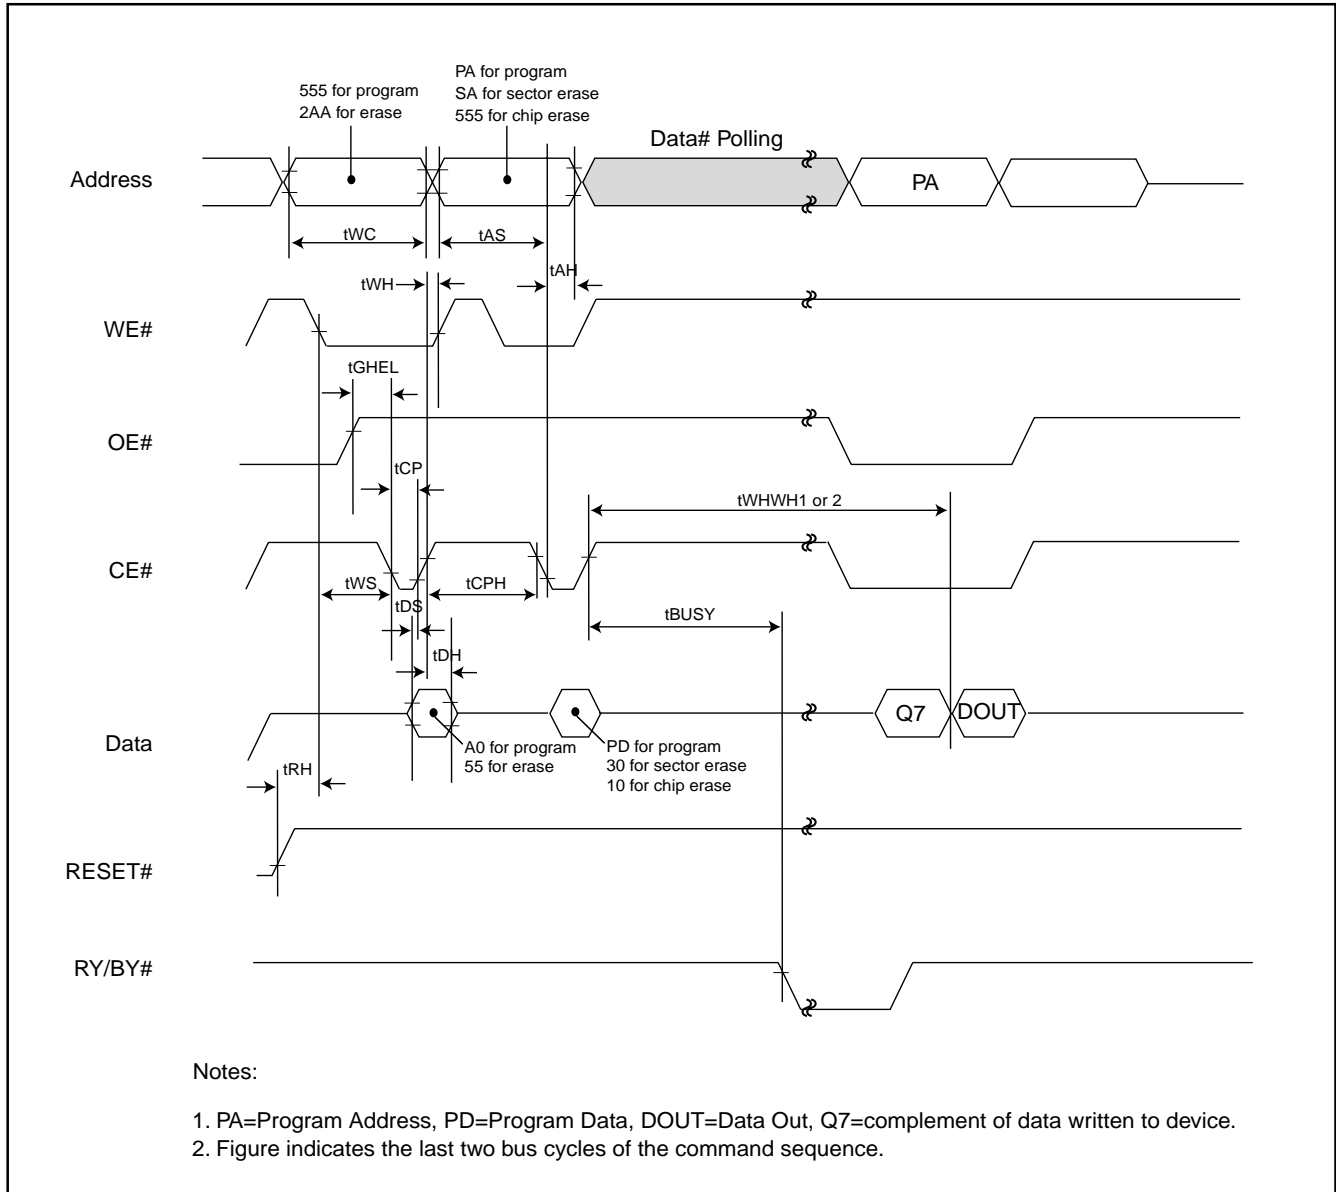 555 for program
2AA for erase
PA for program
SA for sector erase
555 for chip erase
Data# Polling
Address
PA
tWC
tAS
tAH
tWH
WE#
tGHEL
OE#
tCP
tWHWH1 or 2
CE#
tWS
tCPH
tDS
tBUSY
tDH
Q7
DOUT
Data
A0 for program
55 for erase
PD for program
30 for sector erase
10 for chip erase
tRH
RESET#
RY/BY#
Notes:
1. PA=Program Address, PD=Program Data, DOUT=Data Out, Q7=complement of data written to device.
2. Figure indicates the last two bus cycles of the command sequence.